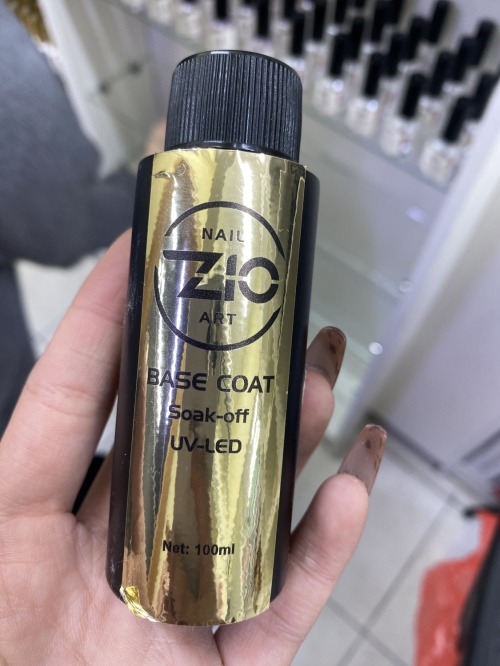 NAIL
ZIO
ART
BASE COAT
Soak-off
UV-LED
Net: 100ml